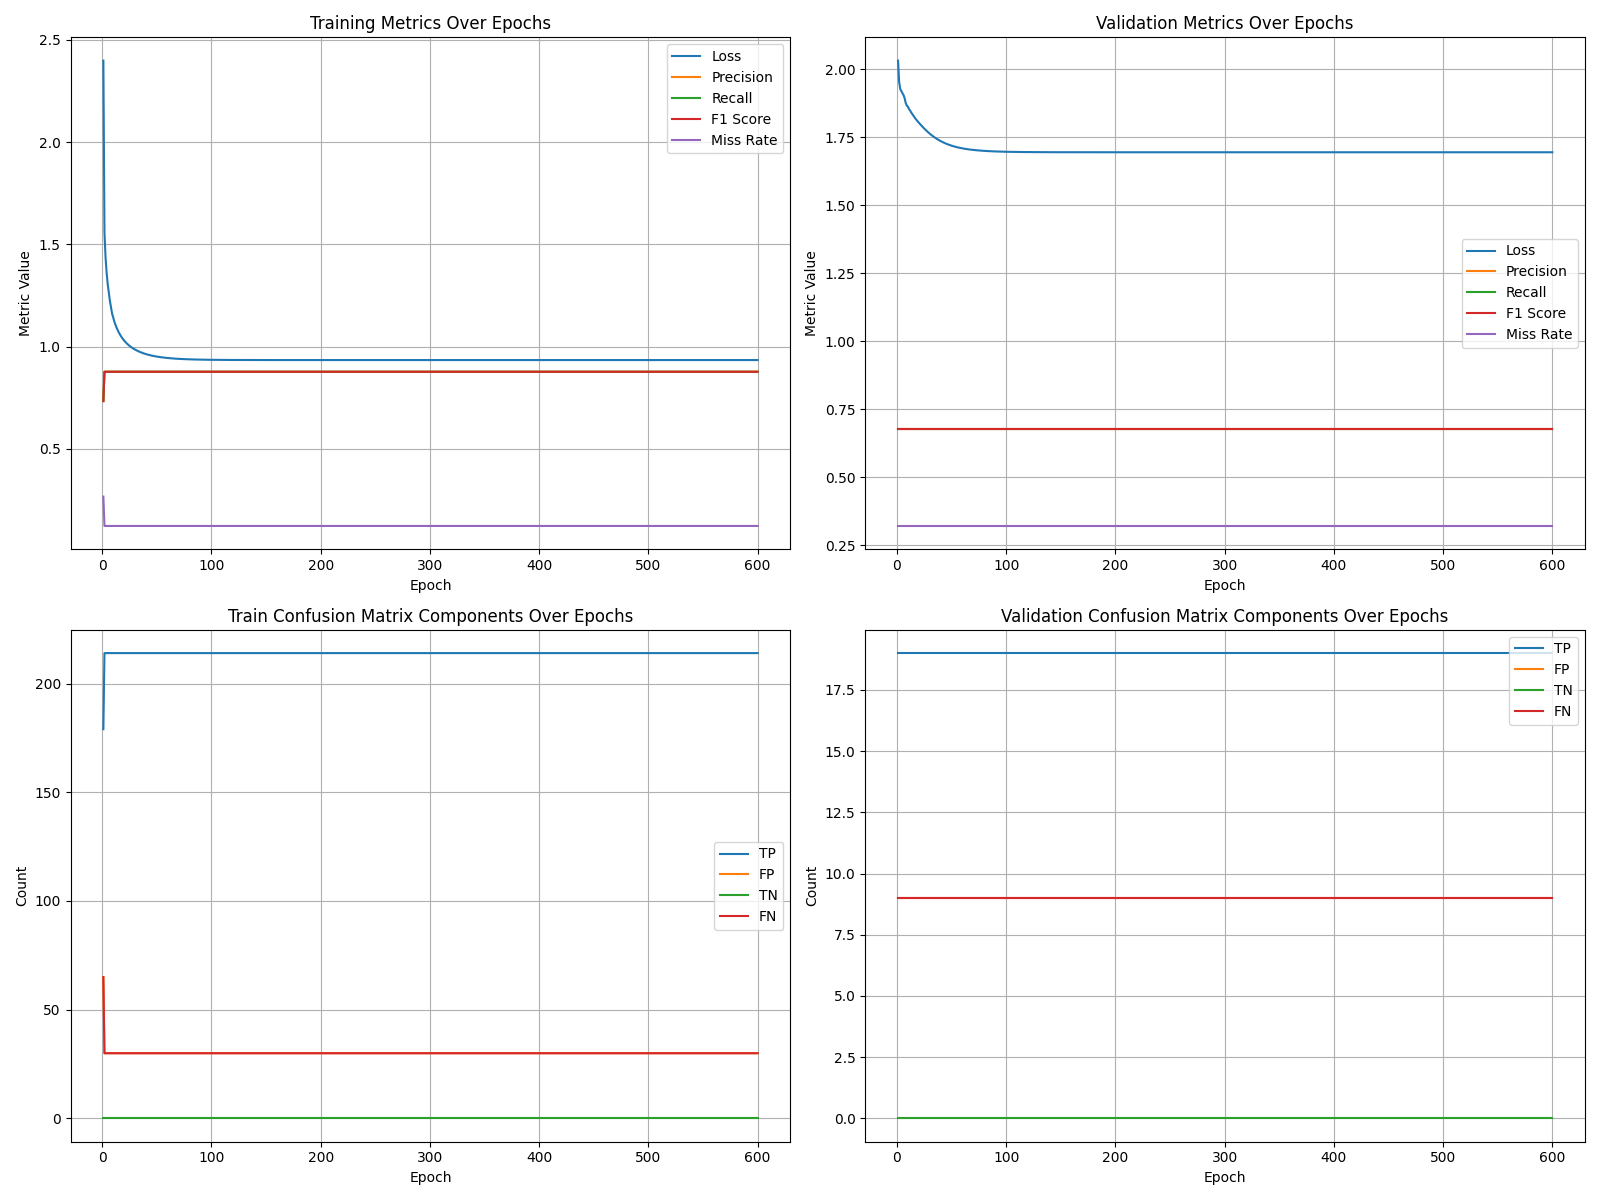 Training Metrics Over Epochs
Metric Value
2.5
2.0
1.5
1.0
0.5
Loss
Precision
Recall
F1 Score
Miss Rate
0 100 200 300 400 500 600
Epoch
Validation Metrics Over Epochs
Metric Value
2.00
1.75
1.50
1.25
1.00
0.75
0.50
0.25
Loss
Precision
Recall
F1 Score
Miss Rate
0 100 200 300 400 500 600
Epoch
Train Confusion Matrix Components Over Epochs
Count
200
150
100
50
0
TP
FP
TN
FN
0 100 200 300 400 500 600
Epoch
Validation Confusion Matrix Components Over Epochs
Count
17.5
15.0
12.5
10.0
7.5
5.0
2.5
0.0
TP
FP
TN
FN
0 100 200 300 400 500 600
Epoch